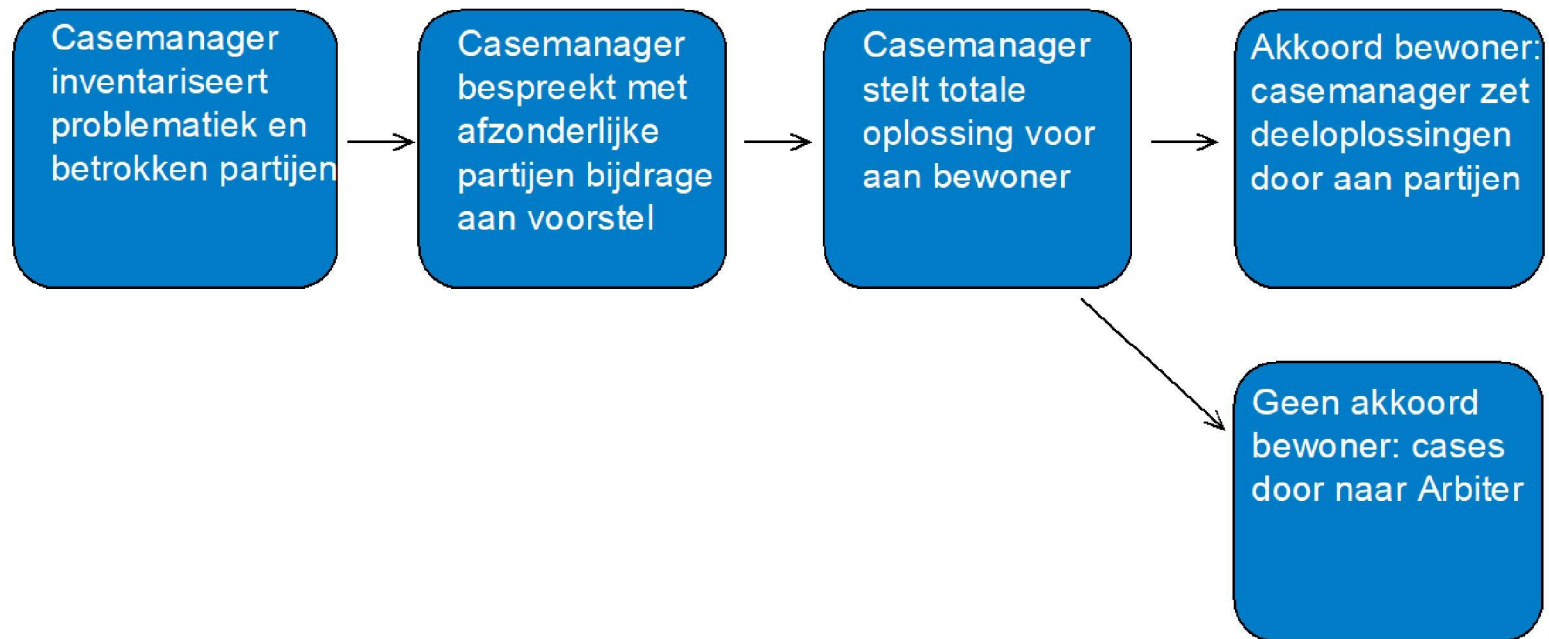 Casemanager
inventariseert
problematiek en
betrokken partijen
Casemanager
bespreekt met
afzonderlijke
partijen bijdrage
aan voorstel
Casemanager
stelt totale
oplossing voor
aan bewoner
Akkoord bewoner:
casemanager zet
deeloplossingen
door aan partijen
Geen akkoord
bewoner: cases
door naar Arbiter